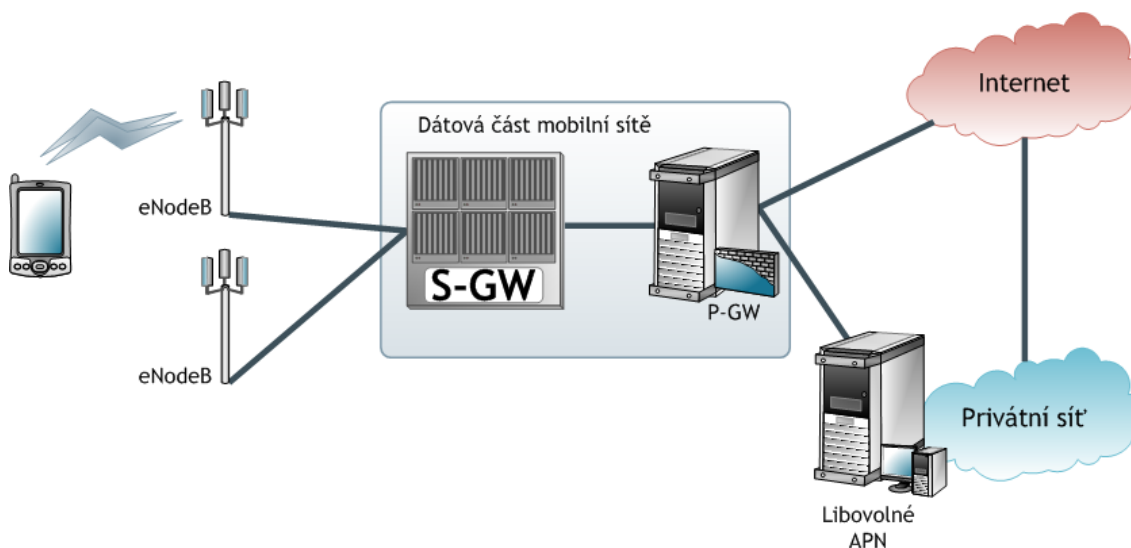 Internet
Dátová část mobilní sítě
eNodeB
S-GW
P-GW
eNodeB
Privátní síť
Libovolné
APN